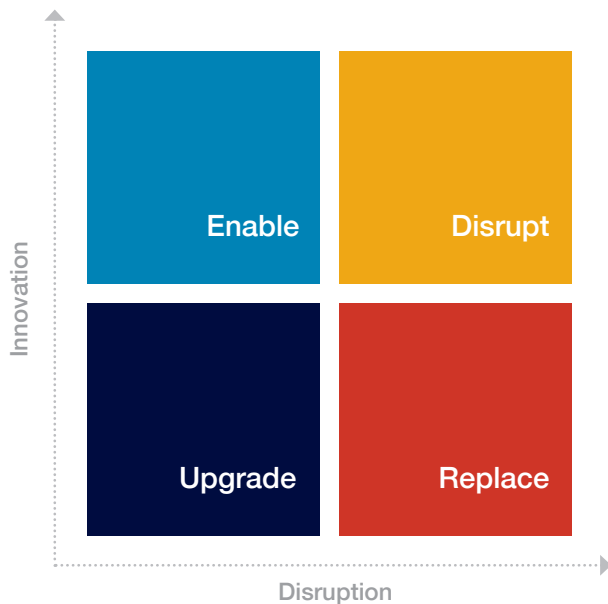 Enable
Disrupt
Innovation
Upgrade
Replace
Disruption